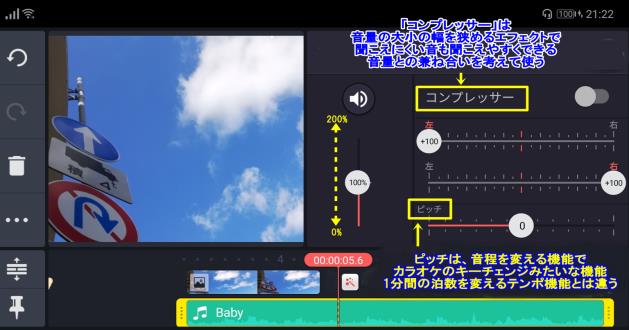 100
21:22
「コンプレッサー」は
音量の大小の幅を狭めるエフェクトで
聞こえにくい音も聞こえやすくできる
音量との兼ね合いを考えて使う
コンプレッサー
200%
100%
0%
左 右
+100
左 右
+100
ピッチ
0
横 4t
4
00:00:05.6
ピッチは、音程を変える機能で
カラオケのキーチェンジみたいな機能
1分間の泊数を変えるテンポ機能とは違う
Baby